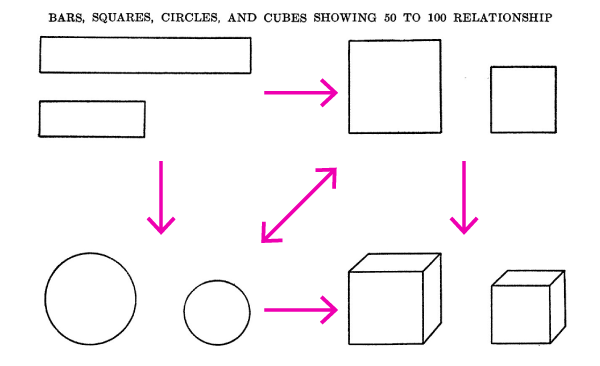 BARS, SQUARES, CIRCLES, AND CUBES SHOWING 50 TO 100 RELATIONSHIP